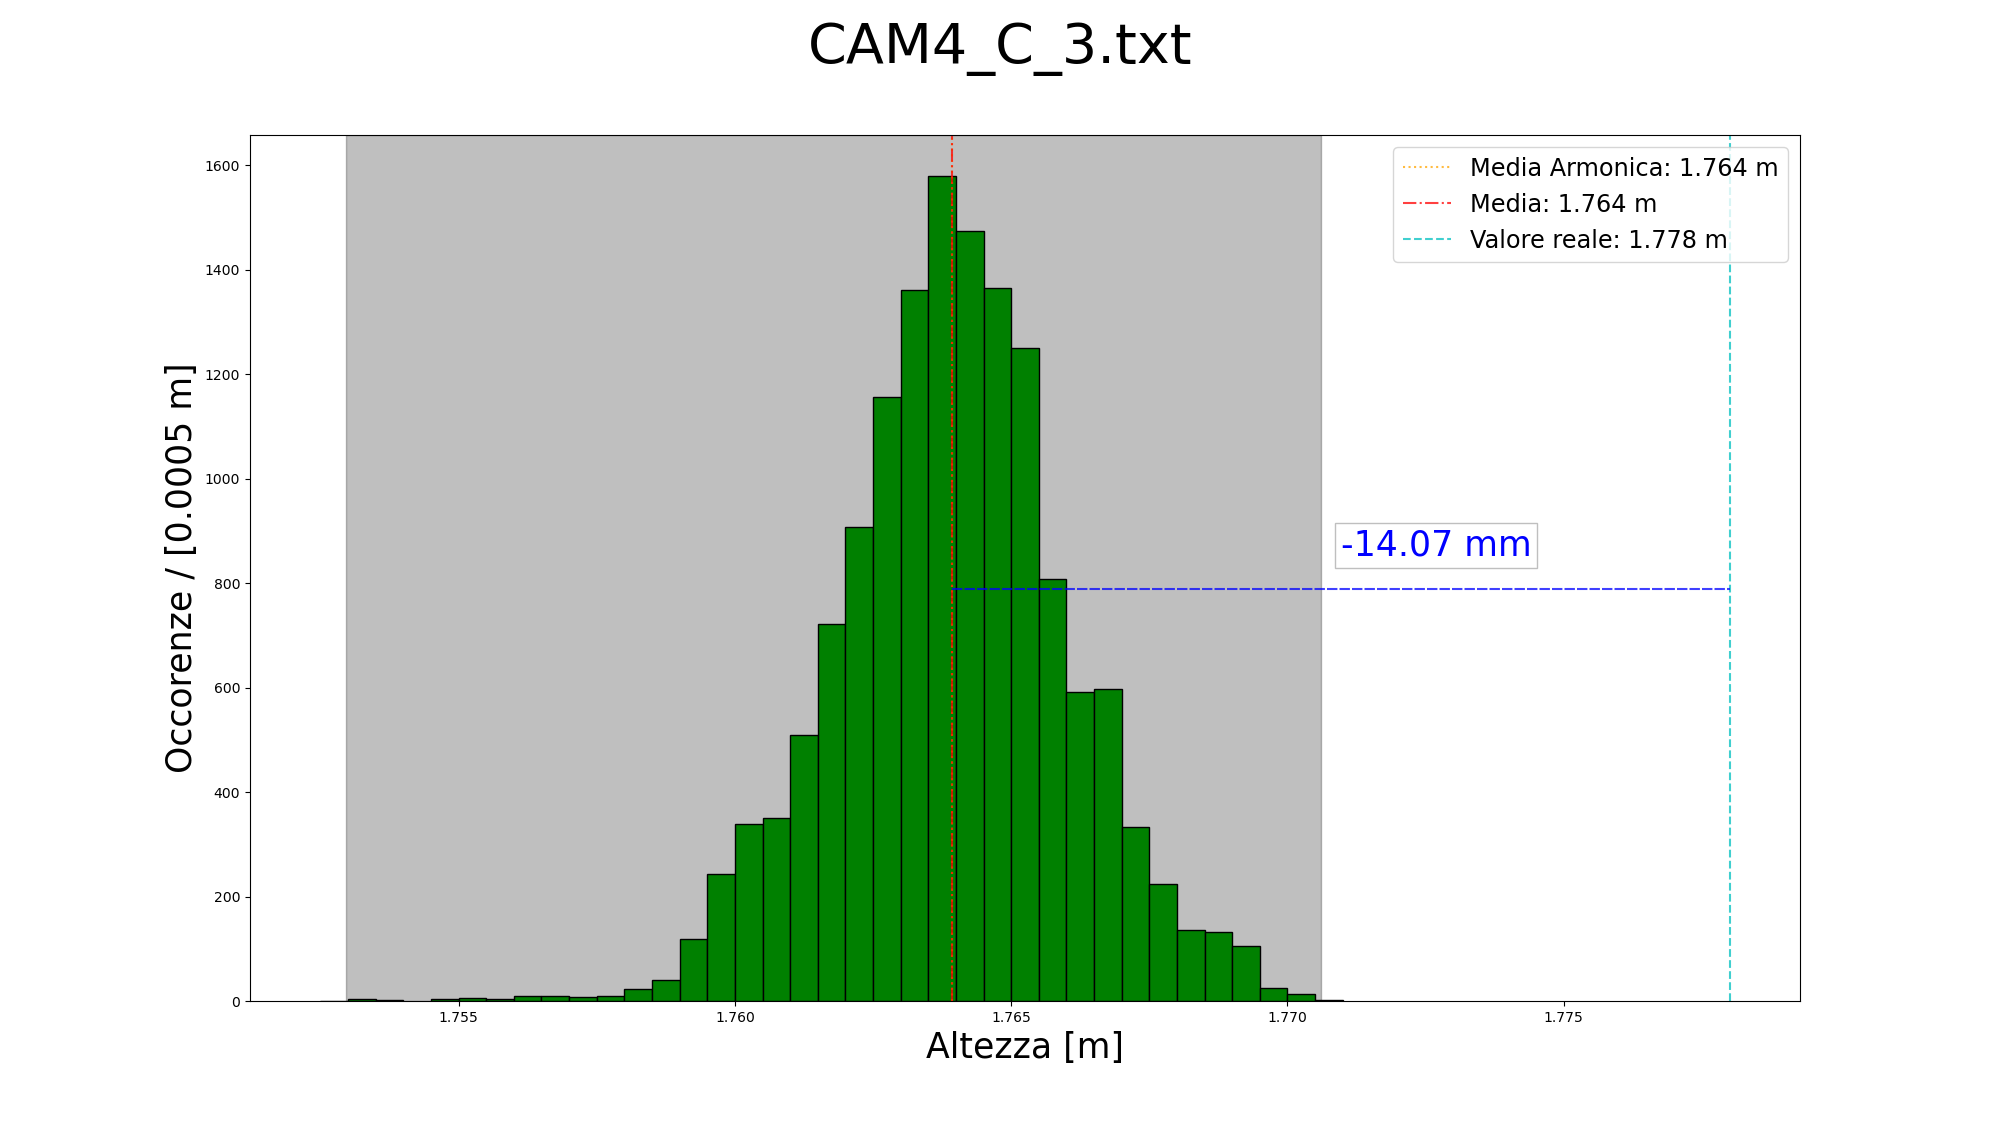 CAM4_C_3.txt
Occorenze / [0.0005 m]
1600
1400
1200
1000
800
600
400
200
0
Media Armonica: 1.764 m
Media: 1.764 m
Valore reale: 1.778 m
-14.07 mm
1.755
1.760
1.765
1.770
1.775
Altezza [m]